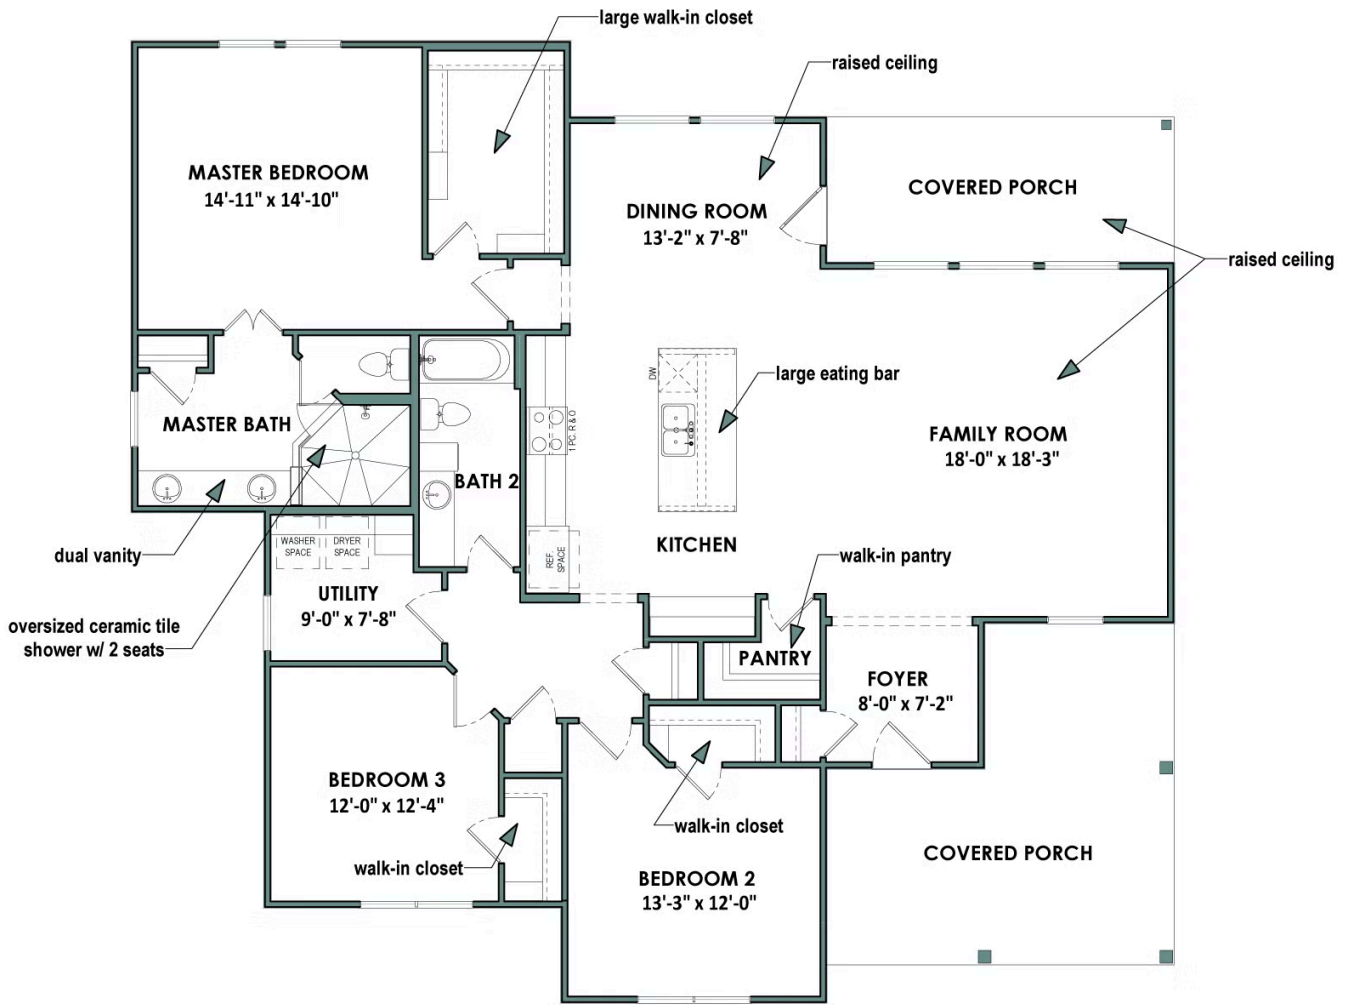 large walk-in closet
raised ceiling
MASTER BEDROOM
14'-11" x 14'-10"
COVERED PORCH
DINING ROOM
13'-2" x 7'-8"
raised ceiling
DW
large eating bar
1 PC. R & O
MASTER BATH
FAMILY ROOM
18'-0" x 18'-3"
BATH 2
WASHER
SPACE
DRYER
SPACE
REF.
SPACE
KITCHEN
dual vanity
walk-in pantry
UTILITY
9'-0" x 7'-8"
oversized ceramic tile
shower w/ 2 seats
PANTRY
FOYER
8'-0" x 7'-2"
BEDROOM 3
12'-0" x 12'-4"
walk-in closet
walk-in closet
COVERED PORCH
BEDROOM 2
13'-3" x 12'-0"